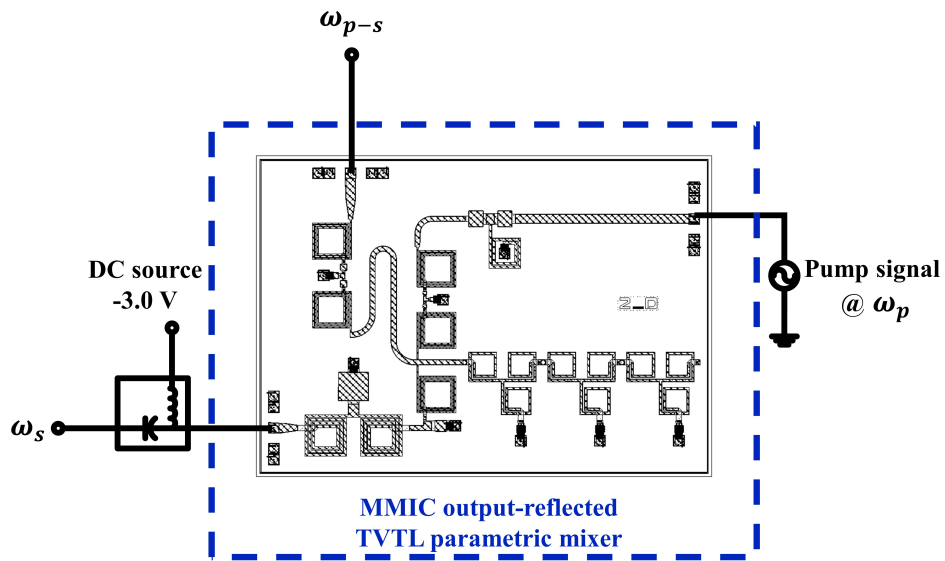 ω_{p-s}
DC source
-3.0 V
Pump signal
@ ω_p
2_D
ω_s
MMIC output-reflected
TVTL parametric mixer